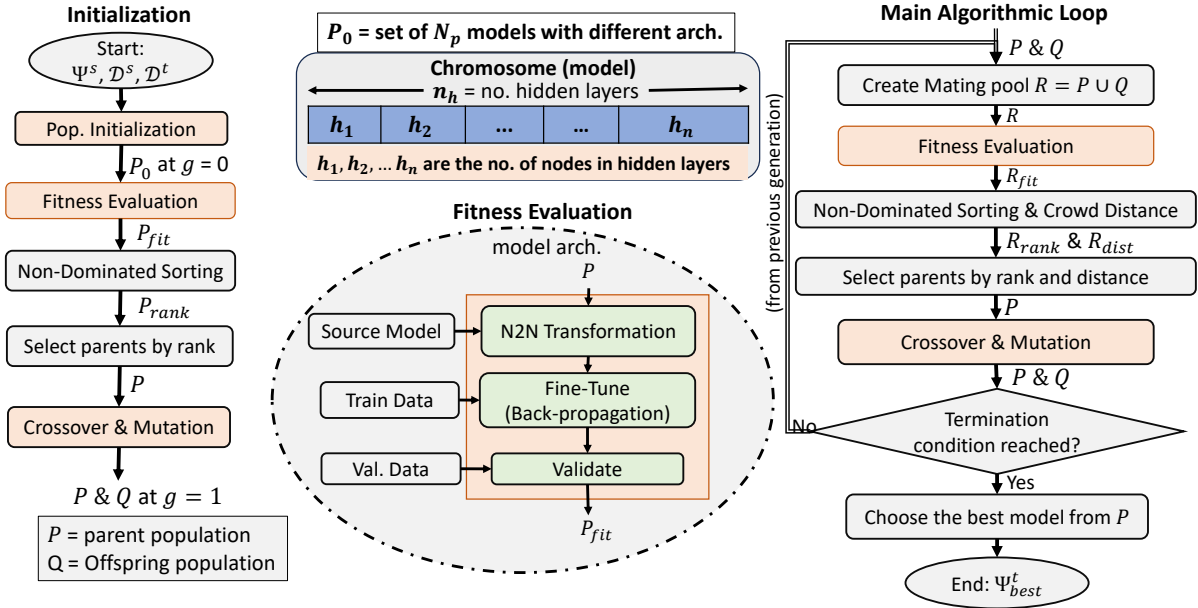 Initialization
Start:
Ψ^s, 𝒟^s, 𝒟^t
Pop. Initialization
P_0 at g = 0
Fitness Evaluation
P_fit
Non-Dominated Sorting
P_rank
Select parents by rank
P
Crossover & Mutation
P & Q at g = 1
P = parent population
Q = Offspring population
P_0 = set of N_p models with different arch.
Chromosome (model)
n_h = no. hidden layers
h_1 h_2 ... ... h_n
h_1, h_2, ... h_n are the no. of nodes in hidden layers
Fitness Evaluation
model arch.
P
Source Model
N2N Transformation
Train Data
Fine-Tune
(Back-propagation)
Val. Data
Validate
P_fit
Main Algorithmic Loop
P & Q
Create Mating pool R = P ∪ Q
R
Fitness Evaluation
R_fit
Non-Dominated Sorting & Crowd Distance
R_rank & R_dist
Select parents by rank and distance
P
Crossover & Mutation
P & Q
Termination
condition reached?
No
(from previous generation)
Yes
Choose the best model from P
End: Ψ^t_best